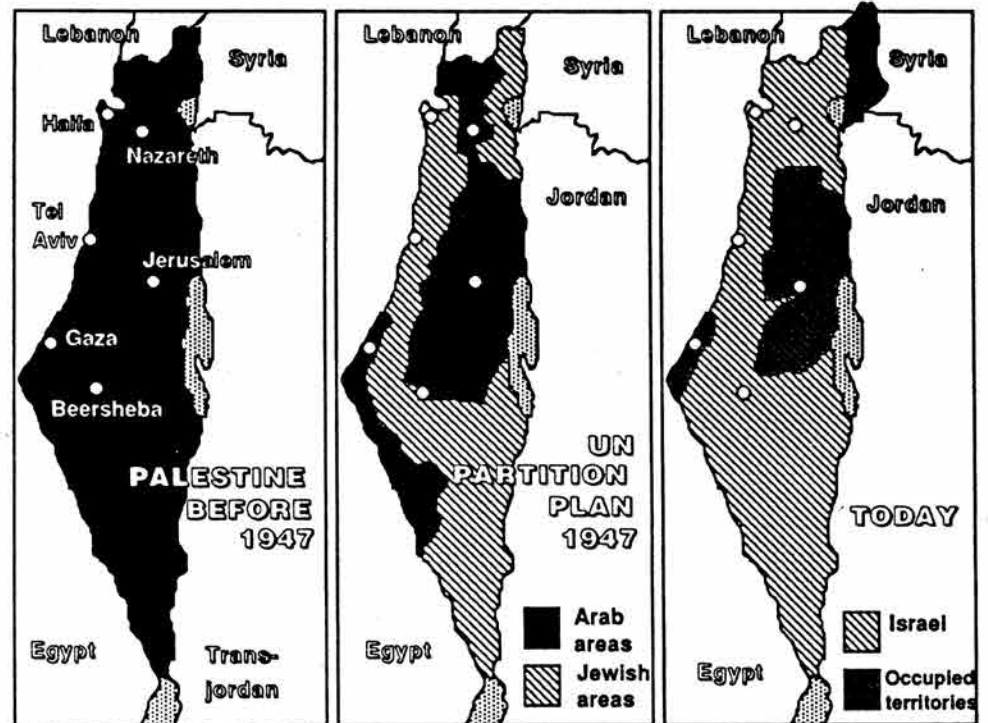 Lebanon
Syria
Haifa
Nazareth
Tel
Aviv
Jerusalem
Gaza
Beersheba
PALESTINE
BEFORE
1947
Egypt
Trans-
jordan
Lebanon
Syria
Jordan
UN
PARTITION
PLAN
1947
Arab
areas
Jewish
areas
Lebanon
Syria
Jordan
TODAY
Israel
Egypt
Occupied
territories